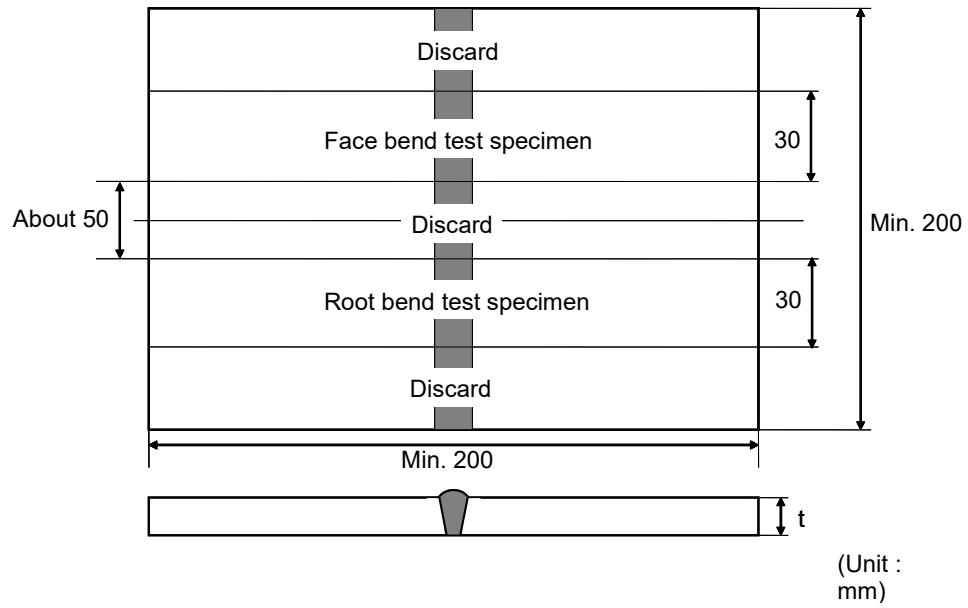 Discard
Face bend test specimen
30
About 50
Discard
Min. 200
Root bend test specimen
30
Discard
Min. 200
t
(Unit :
mm)